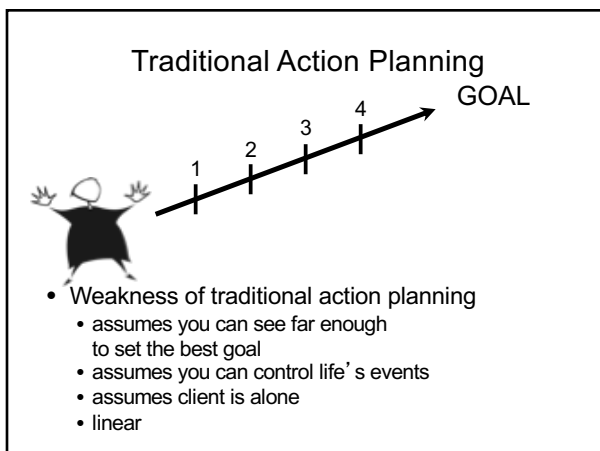 Traditional Action Planning
GOAL
4
3
2
1
• Weakness of traditional action planning
• assumes you can see far enough
to set the best goal
• assumes you can control life’s events
• assumes client is alone
• linear